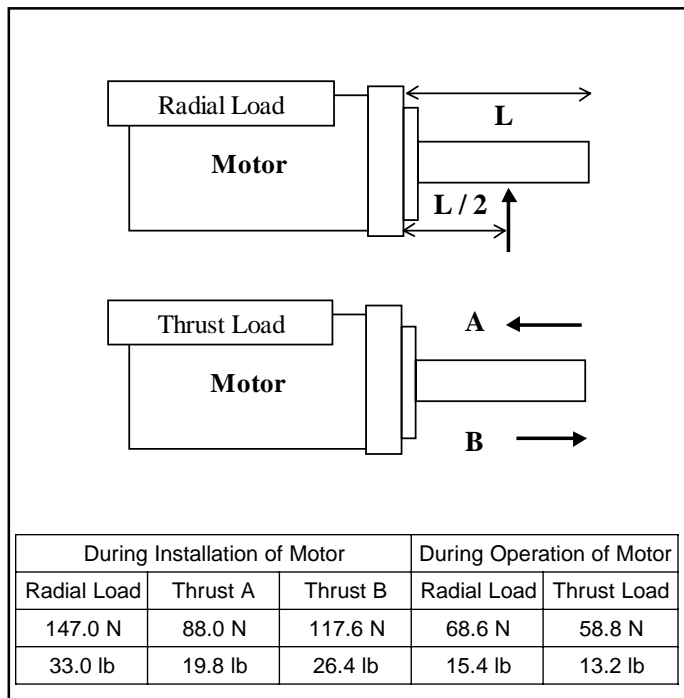 Radial Load
Motor
L
L / 2
Thrust Load
Motor
A
B
During Installation of Motor During Operation of Motor
Radial Load Thrust A Thrust B Radial Load Thrust Load
147.0 N 88.0 N 117.6 N 68.6 N 58.8 N
33.0 lb 19.8 lb 26.4 lb 15.4 lb 13.2 lb